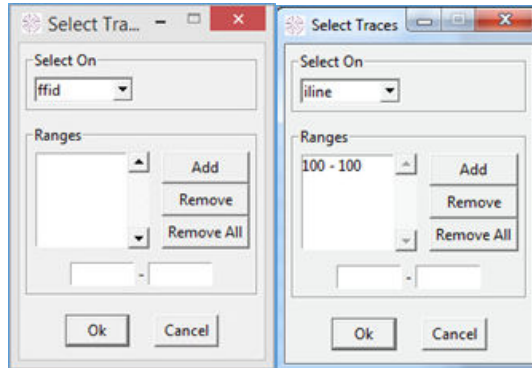 Select Tra...
Select On
ffid
Ranges
Add
Remove
Remove All
-
Ok
Cancel
Select Traces
Select On
iline
Ranges
100 - 100
Add
Remove
Remove All
-
Ok
Cancel